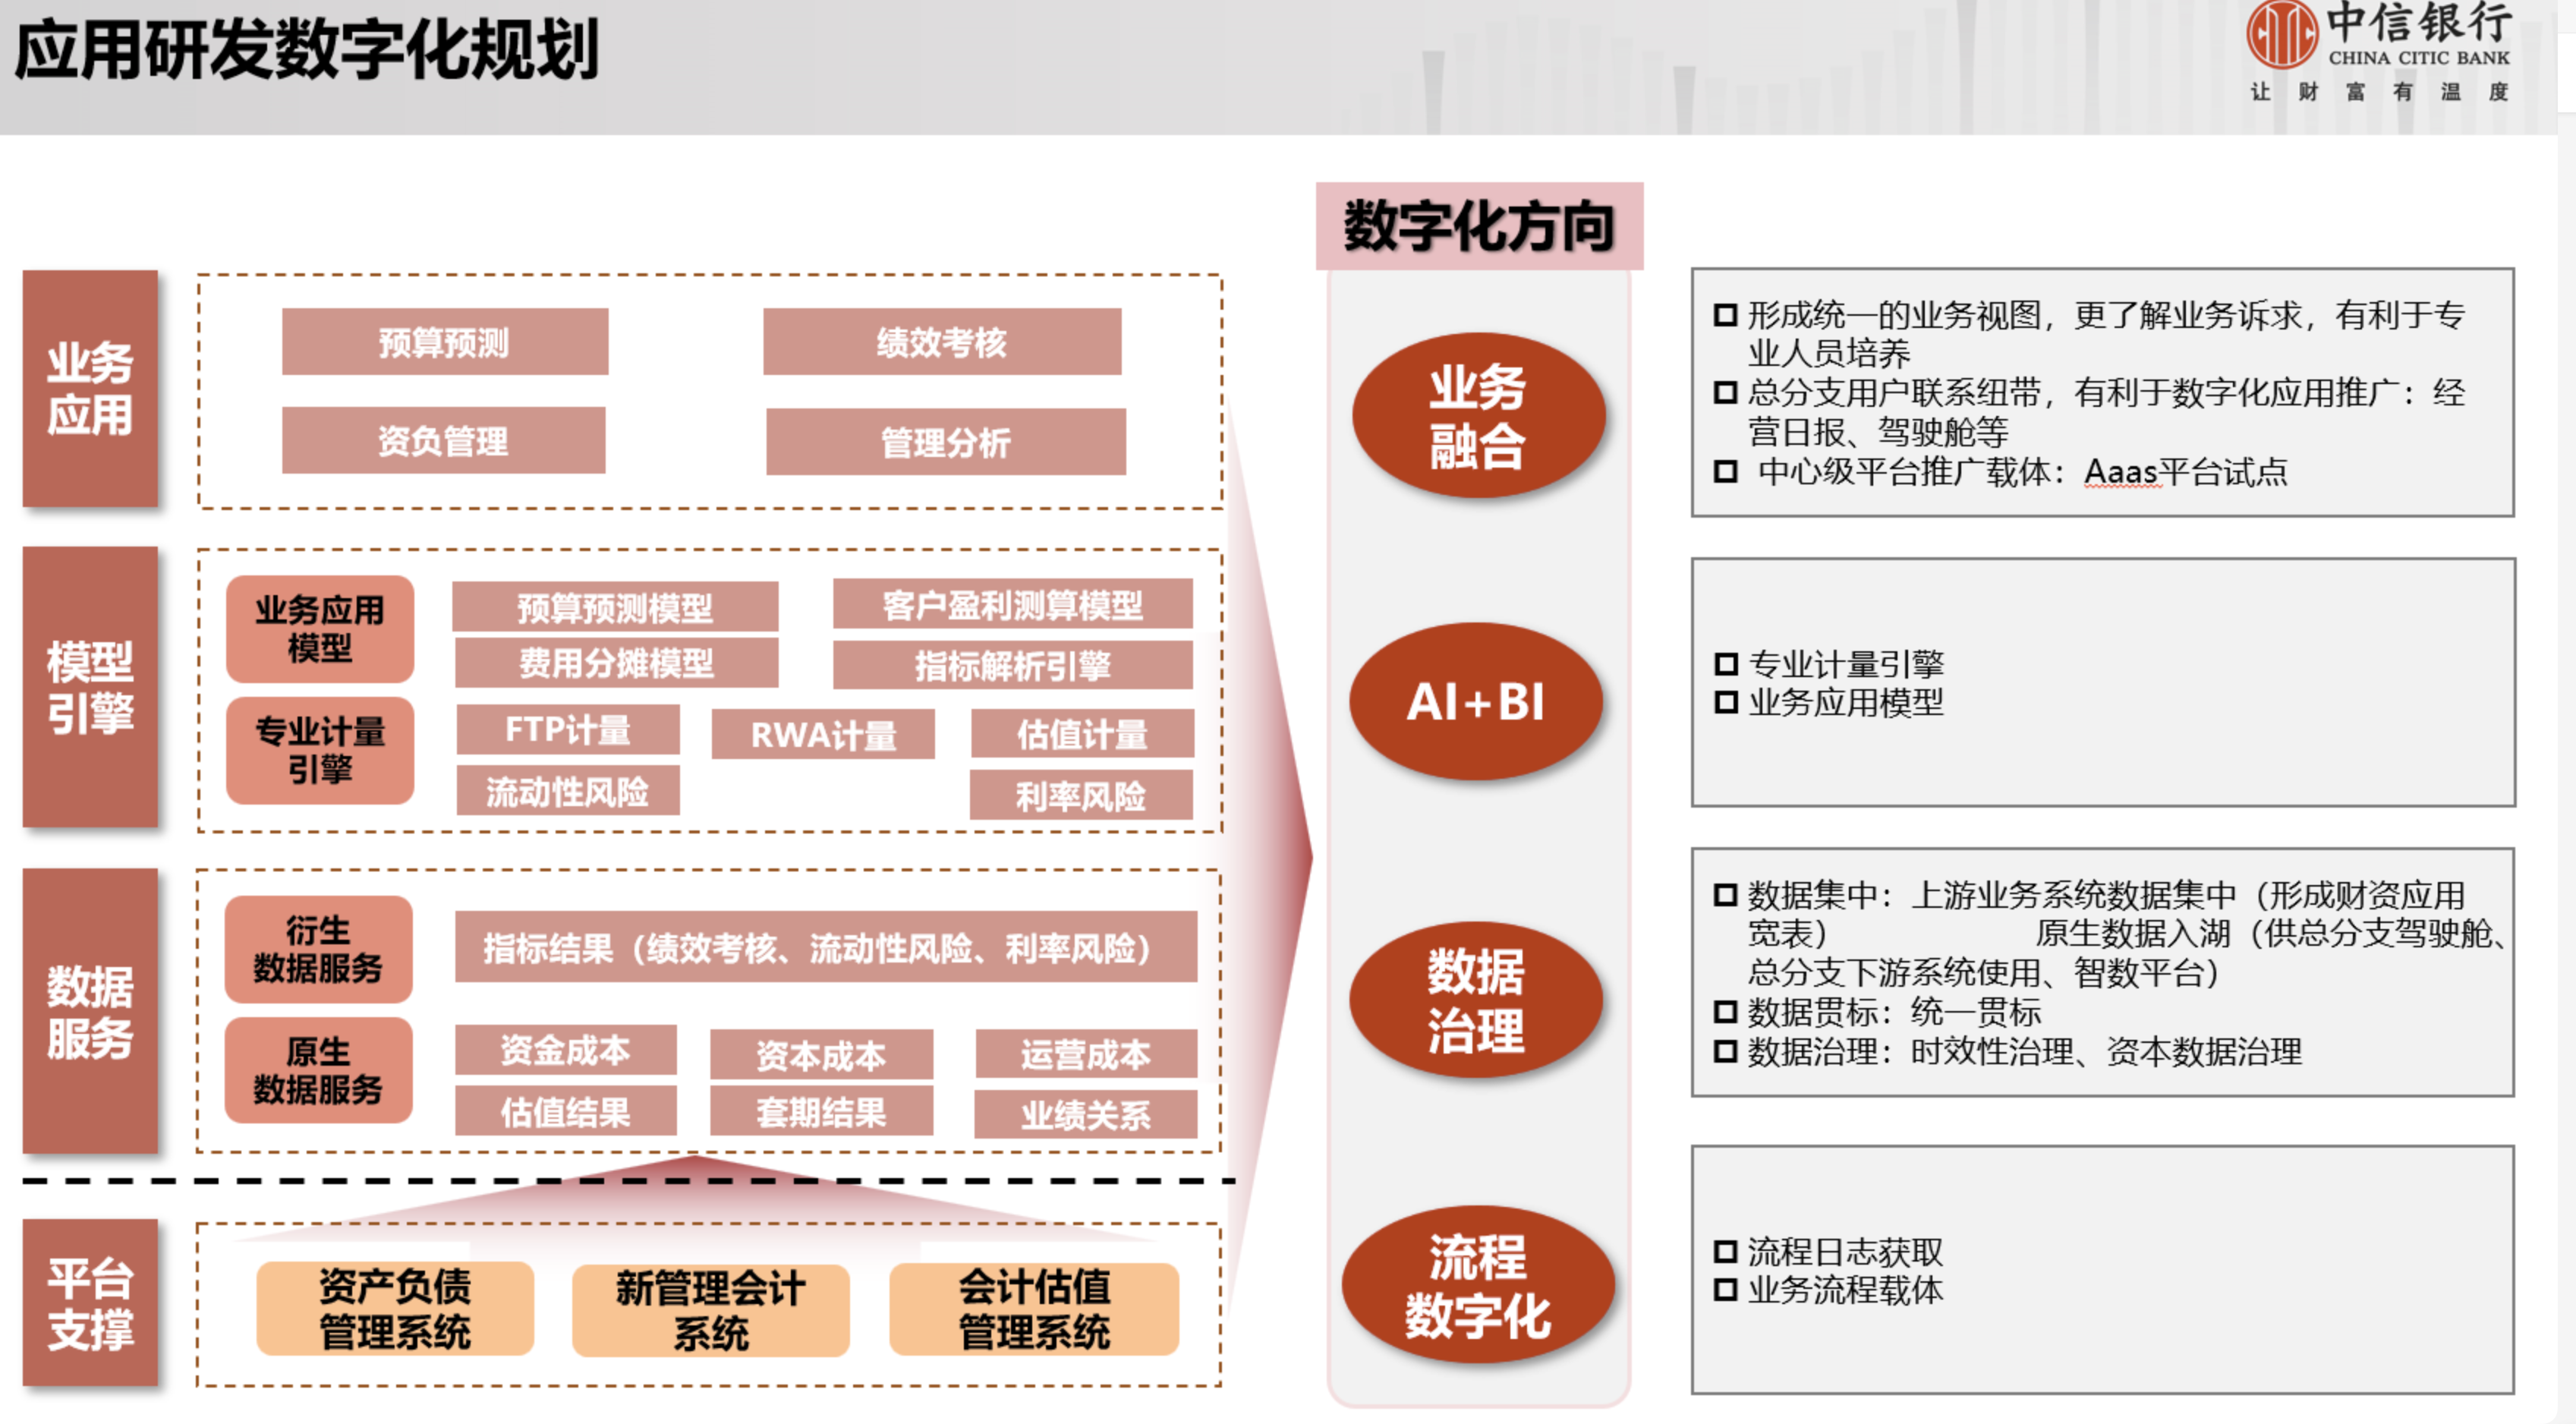 应用研发数字化规划
中信银行
CHINA CITIC BANK
让财富有温度
业务
应用
预算预测
绩效考核
资负管理
管理分析
模型
引擎
业务应用
模型
预算预测模型
客户盈利测算模型
费用分摊模型
指标解析引擎
专业计量
引擎
FTP计量
RWA计量
估值计量
流动性风险
利率风险
数据
服务
衍生
数据服务
指标结果（绩效考核、流动性风险、利率风险）
原生
数据服务
资金成本
资本成本
运营成本
估值结果
套期结果
业绩关系
平台
支撑
资产负债
管理系统
新管理会计
系统
会计估值
管理系统
数字化方向
业务
融合
形成统一的业务视图，更了解业务诉求，有利于专
业人员培养
总分支用户联系纽带，有利于数字化应用推广：经
营日报、驾驶舱等
中心级平台推广载体：Aaas平台试点
AI+BI
专业计量引擎
业务应用模型
数据
治理
数据集中：上游业务系统数据集中（形成财资应用
宽表） 原生数据入湖（供总分支驾驶舱、
总分支下游系统使用、智数平台）
数据贯标：统一贯标
数据治理：时效性治理、资本数据治理
流程
数字化
流程日志获取
业务流程载体